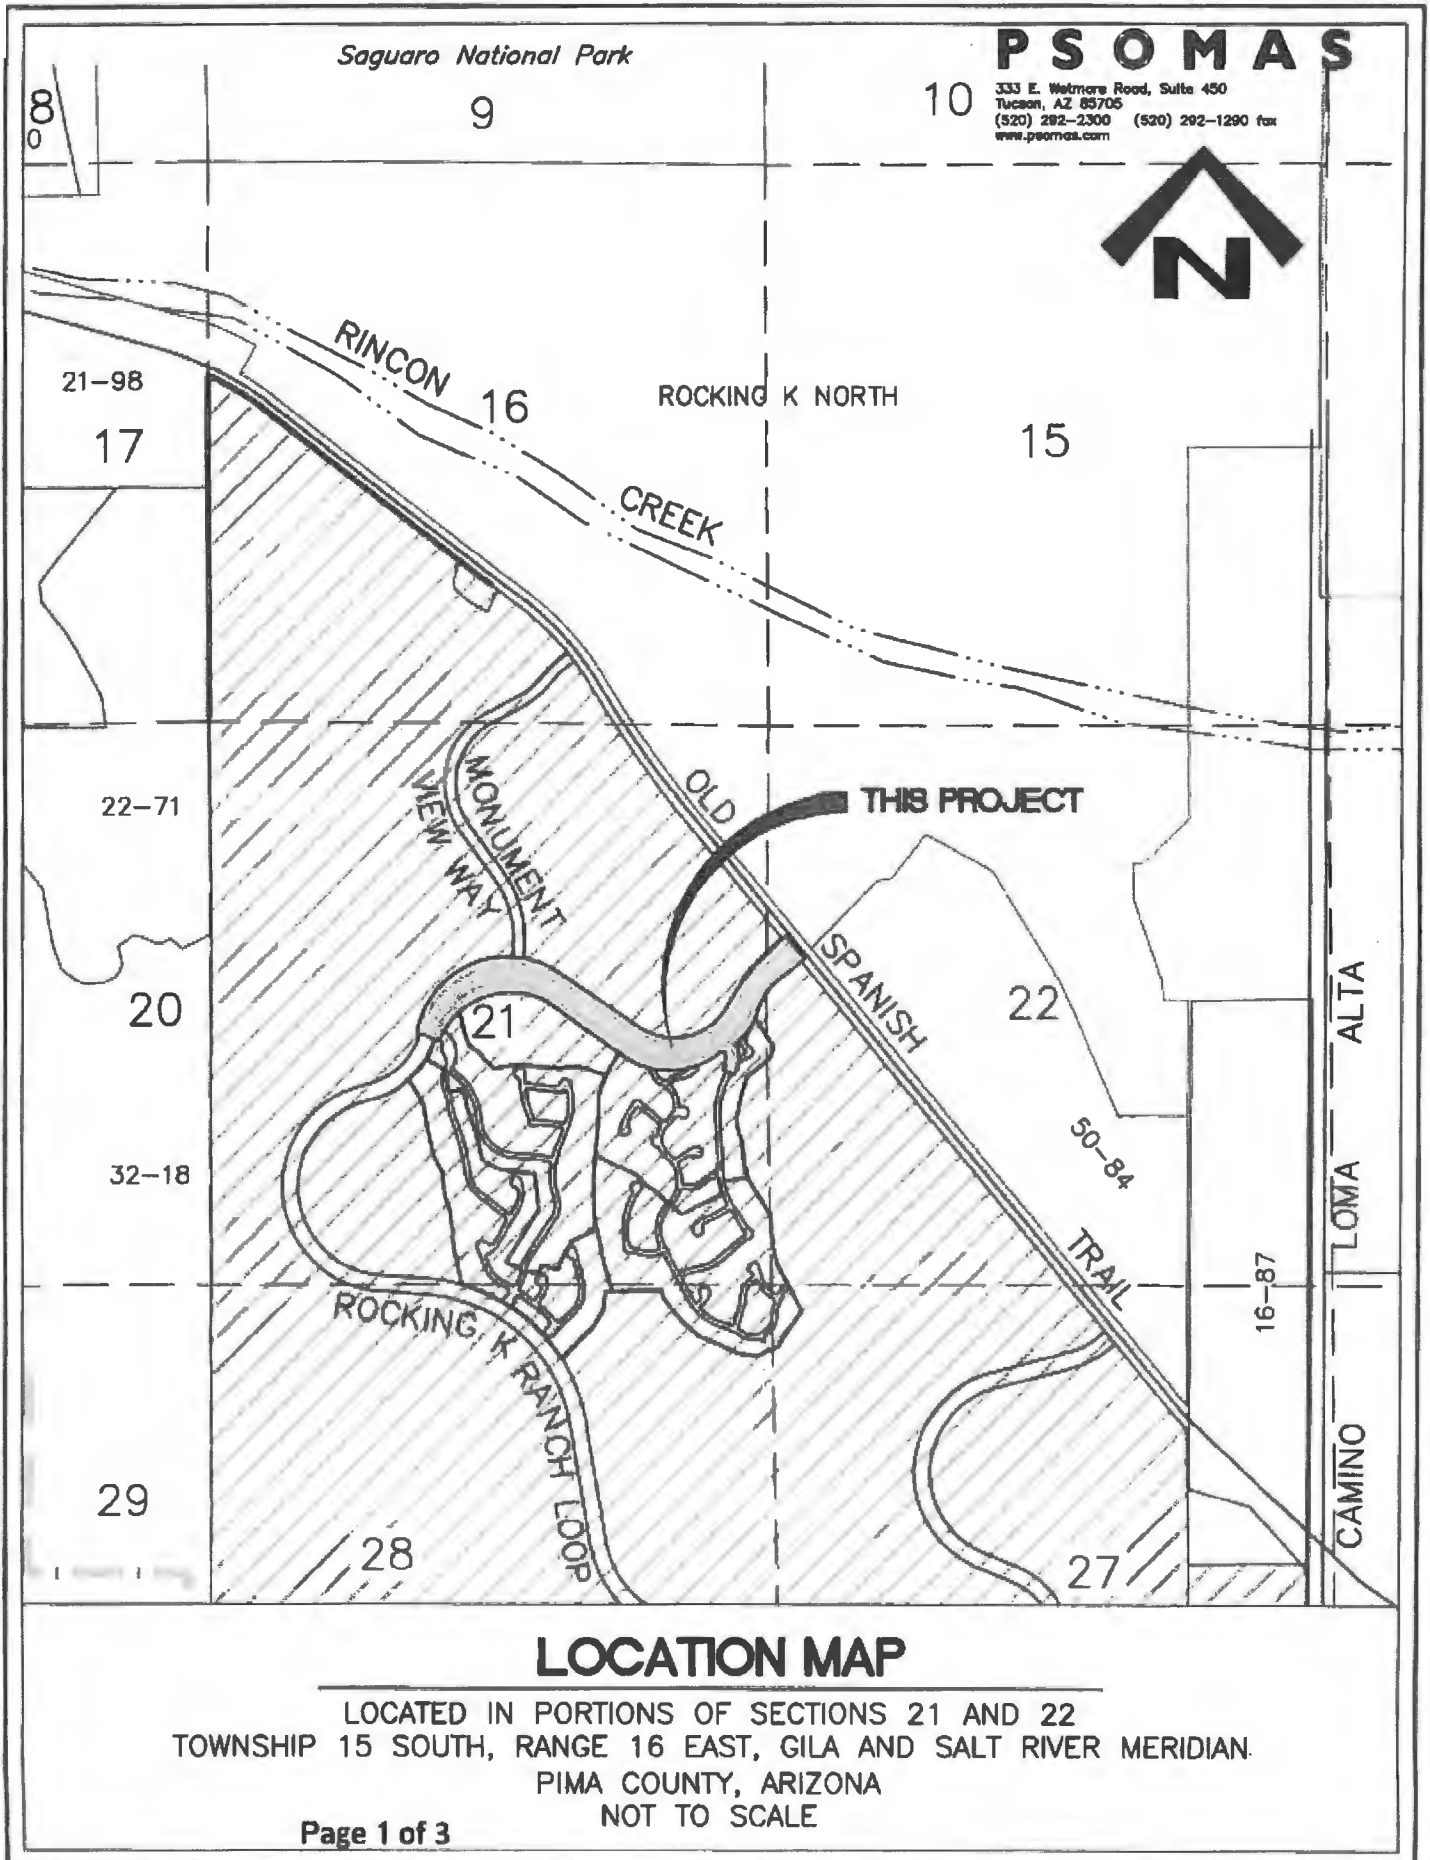 Saguaro National Park
PSOMAS
333 E. Wetmore Road, Suite 450
Tucson, AZ 85705
(520) 292-2300 (520) 292-1290 fax
www.psomas.com
8
0
9
10
N
RINCON
CREEK
21-98
17
16
ROCKING K NORTH
15
22-71
MONUMENT
VIEW WAY
OLD
SPANISH
TRAIL
THIS PROJECT
20
21
22
32-18
50-84
16-87
CAMINO LOMA ALTA
ROCKING K RANCH LOOP
29
28
27
LOCATION MAP
LOCATED IN PORTIONS OF SECTIONS 21 AND 22
TOWNSHIP 15 SOUTH, RANGE 16 EAST, GILA AND SALT RIVER MERIDIAN
PIMA COUNTY, ARIZONA
NOT TO SCALE
Page 1 of 3